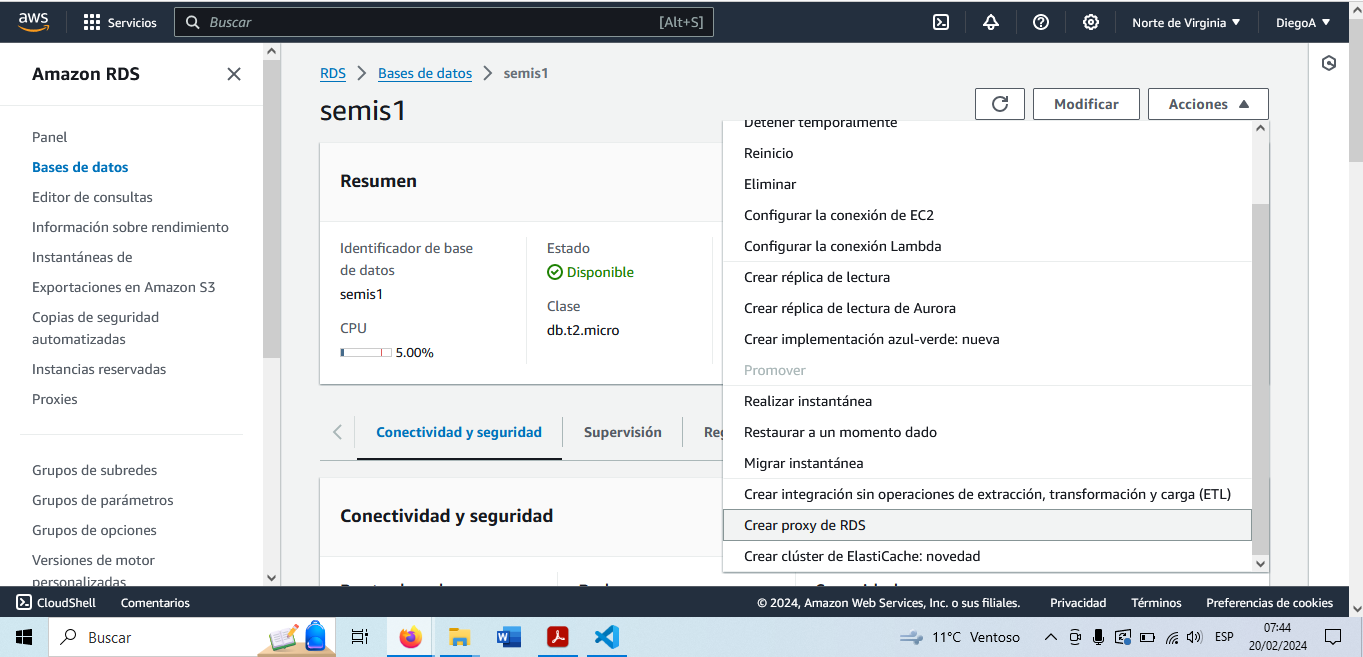 aws
Servicios
Buscar
[Alt+S]
Norte de Virginia
DiegoA
Amazon RDS
Panel
Bases de datos
Editor de consultas
Información sobre rendimiento
Instantáneas de
Exportaciones en Amazon S3
Copias de seguridad
automatizadas
Instancias reservadas
Proxies
Grupos de subredes
Grupos de parámetros
Grupos de opciones
Versiones de motor
personalizadas
RDS
Bases de datos
semis1
semis1
Modificar
Acciones
Resumen
Identificador de base
de datos
semis1
CPU
5.00%
Estado
Disponible
Clase
db.t2.micro
Conectividad y seguridad
Supervisión
Reg
Conectividad y seguridad
Detener temporalmente
Reinicio
Eliminar
Configurar la conexión de EC2
Configurar la conexión Lambda
Crear réplica de lectura
Crear réplica de lectura de Aurora
Crear implementación azul-verde: nueva
Promover
Realizar instantánea
Restaurar a un momento dado
Migrar instantánea
Crear integración sin operaciones de extracción, transformación y carga (ETL)
Crear proxy de RDS
Crear clúster de ElastiCache: novedad
CloudShell
Comentarios
© 2024, Amazon Web Services, Inc. o sus filiales.
Privacidad
Términos
Preferencias de cookies
Buscar
11°C Ventoso
ESP
07:44
20/02/2024